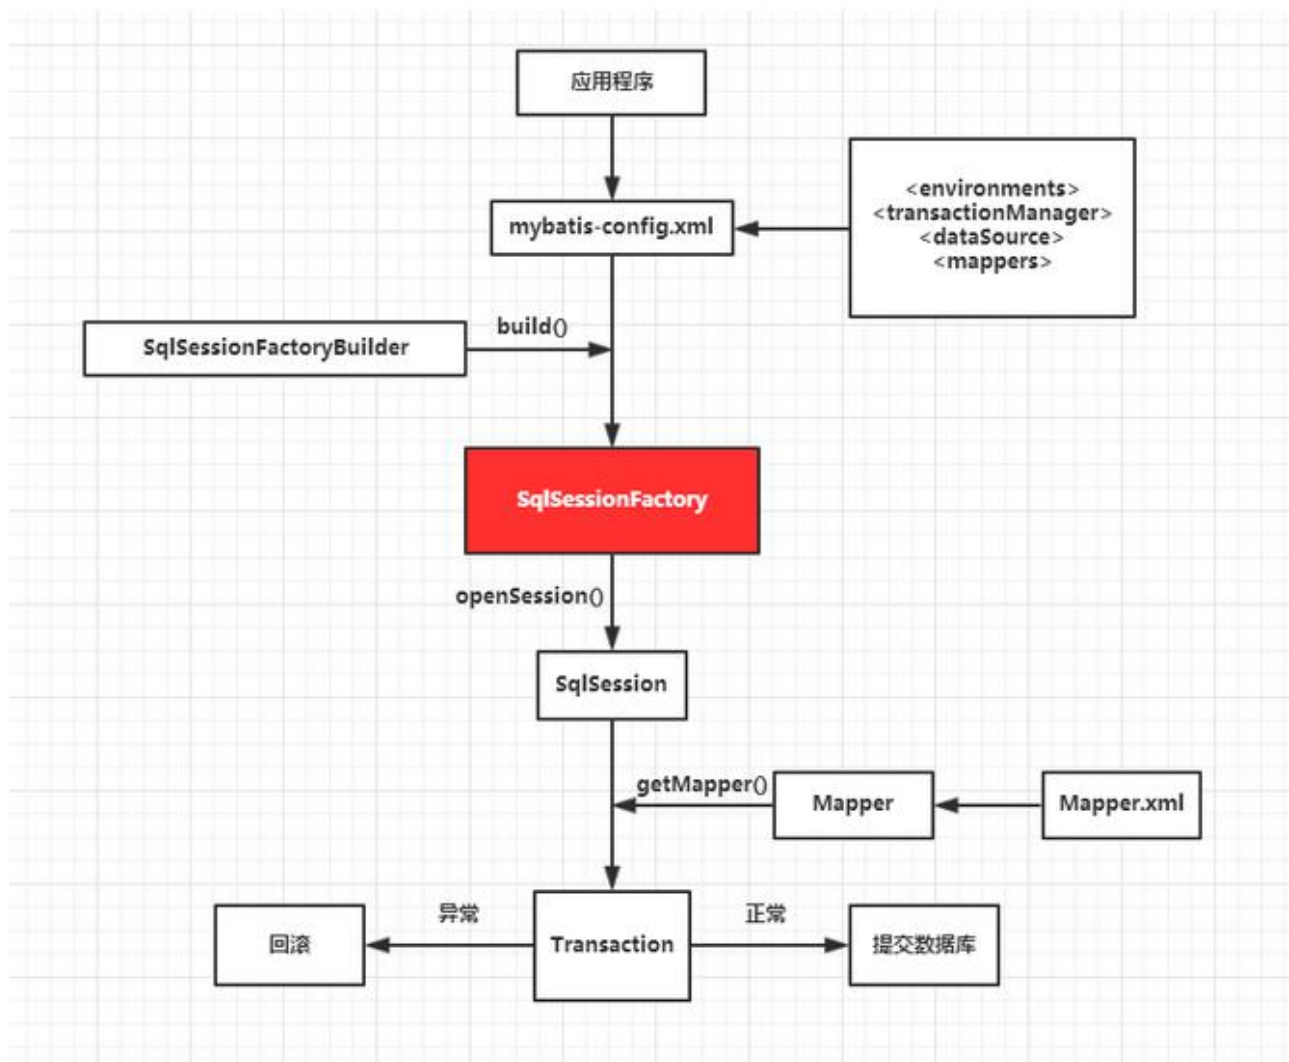 应用程序
<environments>
<transactionManager>
<dataSource>
<mappers>
mybatis-config.xml
build()
SqlSessionFactoryBuilder
SqlSessionFactory
openSession()
SqlSession
getMapper()
Mapper
Mapper.xml
异常
正常
回滚
Transaction
提交数据库